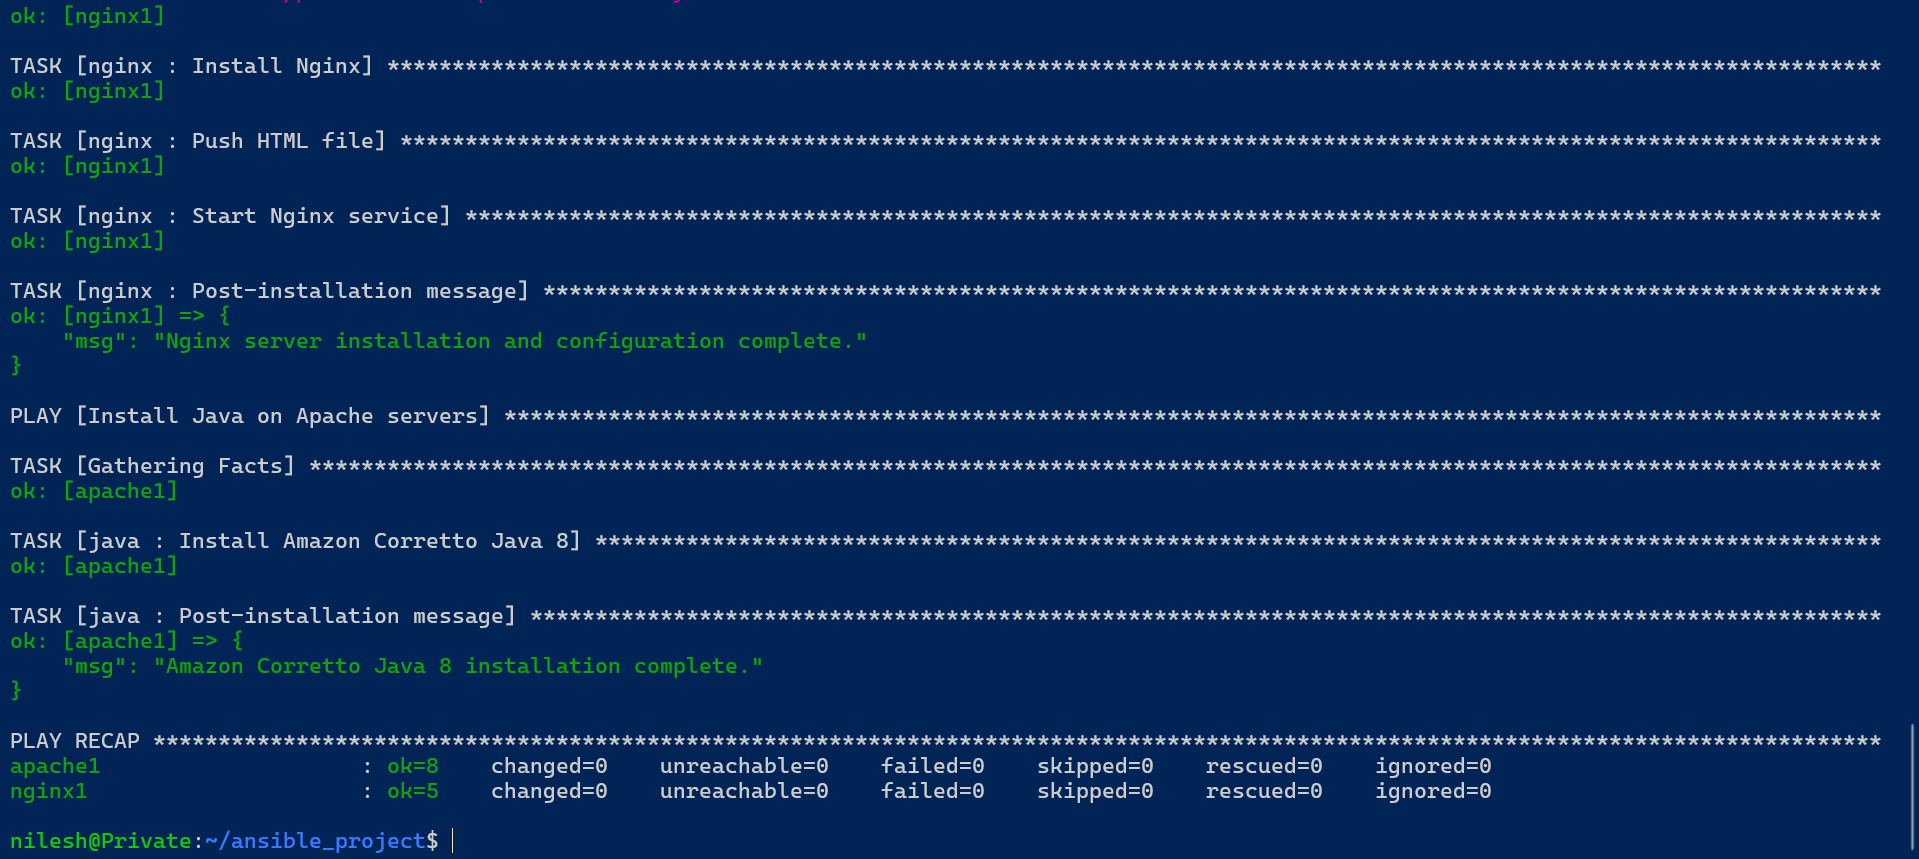 ok: [nginx1]
TASK [nginx : Install Nginx] *******************************************************************************************************************
ok: [nginx1]
TASK [nginx : Push HTML file] ******************************************************************************************************************
ok: [nginx1]
TASK [nginx : Start Nginx service] *************************************************************************************************************
ok: [nginx1]
TASK [nginx : Post-installation message] *******************************************************************************************************
ok: [nginx1] => {
    "msg": "Nginx server installation and configuration complete."
}
PLAY [Install Java on Apache servers] **********************************************************************************************************
TASK [Gathering Facts] *************************************************************************************************************************
ok: [apache1]
TASK [java : Install Amazon Corretto Java 8] ***************************************************************************************************
ok: [apache1]
TASK [java : Post-installation message] ********************************************************************************************************
ok: [apache1] => {
    "msg": "Amazon Corretto Java 8 installation complete."
}
PLAY RECAP *************************************************************************************************************************************
apache1                    : ok=8    changed=0    unreachable=0    failed=0    skipped=0    rescued=0    ignored=0
nginx1                     : ok=5    changed=0    unreachable=0    failed=0    skipped=0    rescued=0    ignored=0
nilesh@Private:~/ansible_project$